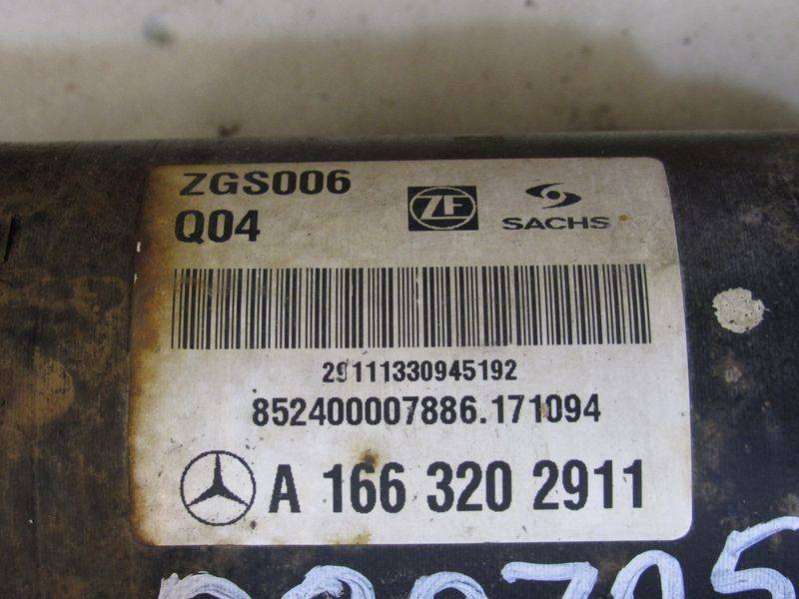 ZGS006
Q04
ZF
SACHS
29111330945192
852400007886.171094
A 166 320 2911